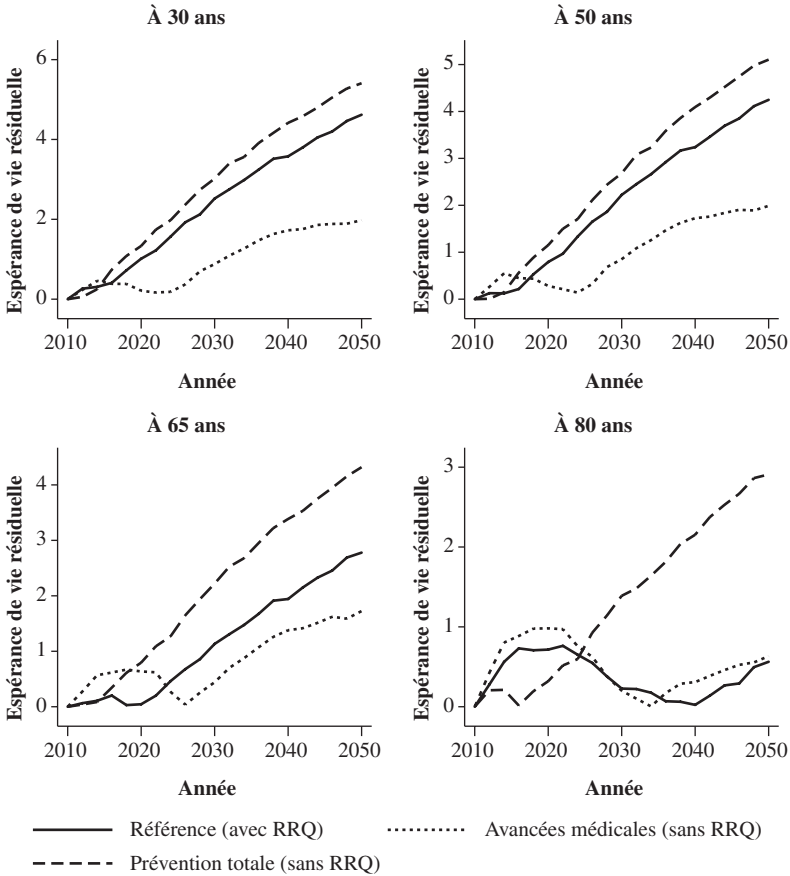 À 30 ans
Espérance de vie résiduelle
6
4
2
0
2010 2020 2030 2040 2050
Année
À 50 ans
Espérance de vie résiduelle
5
4
3
2
1
0
2010 2020 2030 2040 2050
Année
À 65 ans
Espérance de vie résiduelle
4
3
2
1
0
2010 2020 2030 2040 2050
Année
À 80 ans
Espérance de vie résiduelle
3
2
1
0
2010 2020 2030 2040 2050
Année
Référence (avec RRQ)
Avancées médicales (sans RRQ)
Prévention totale (sans RRQ)